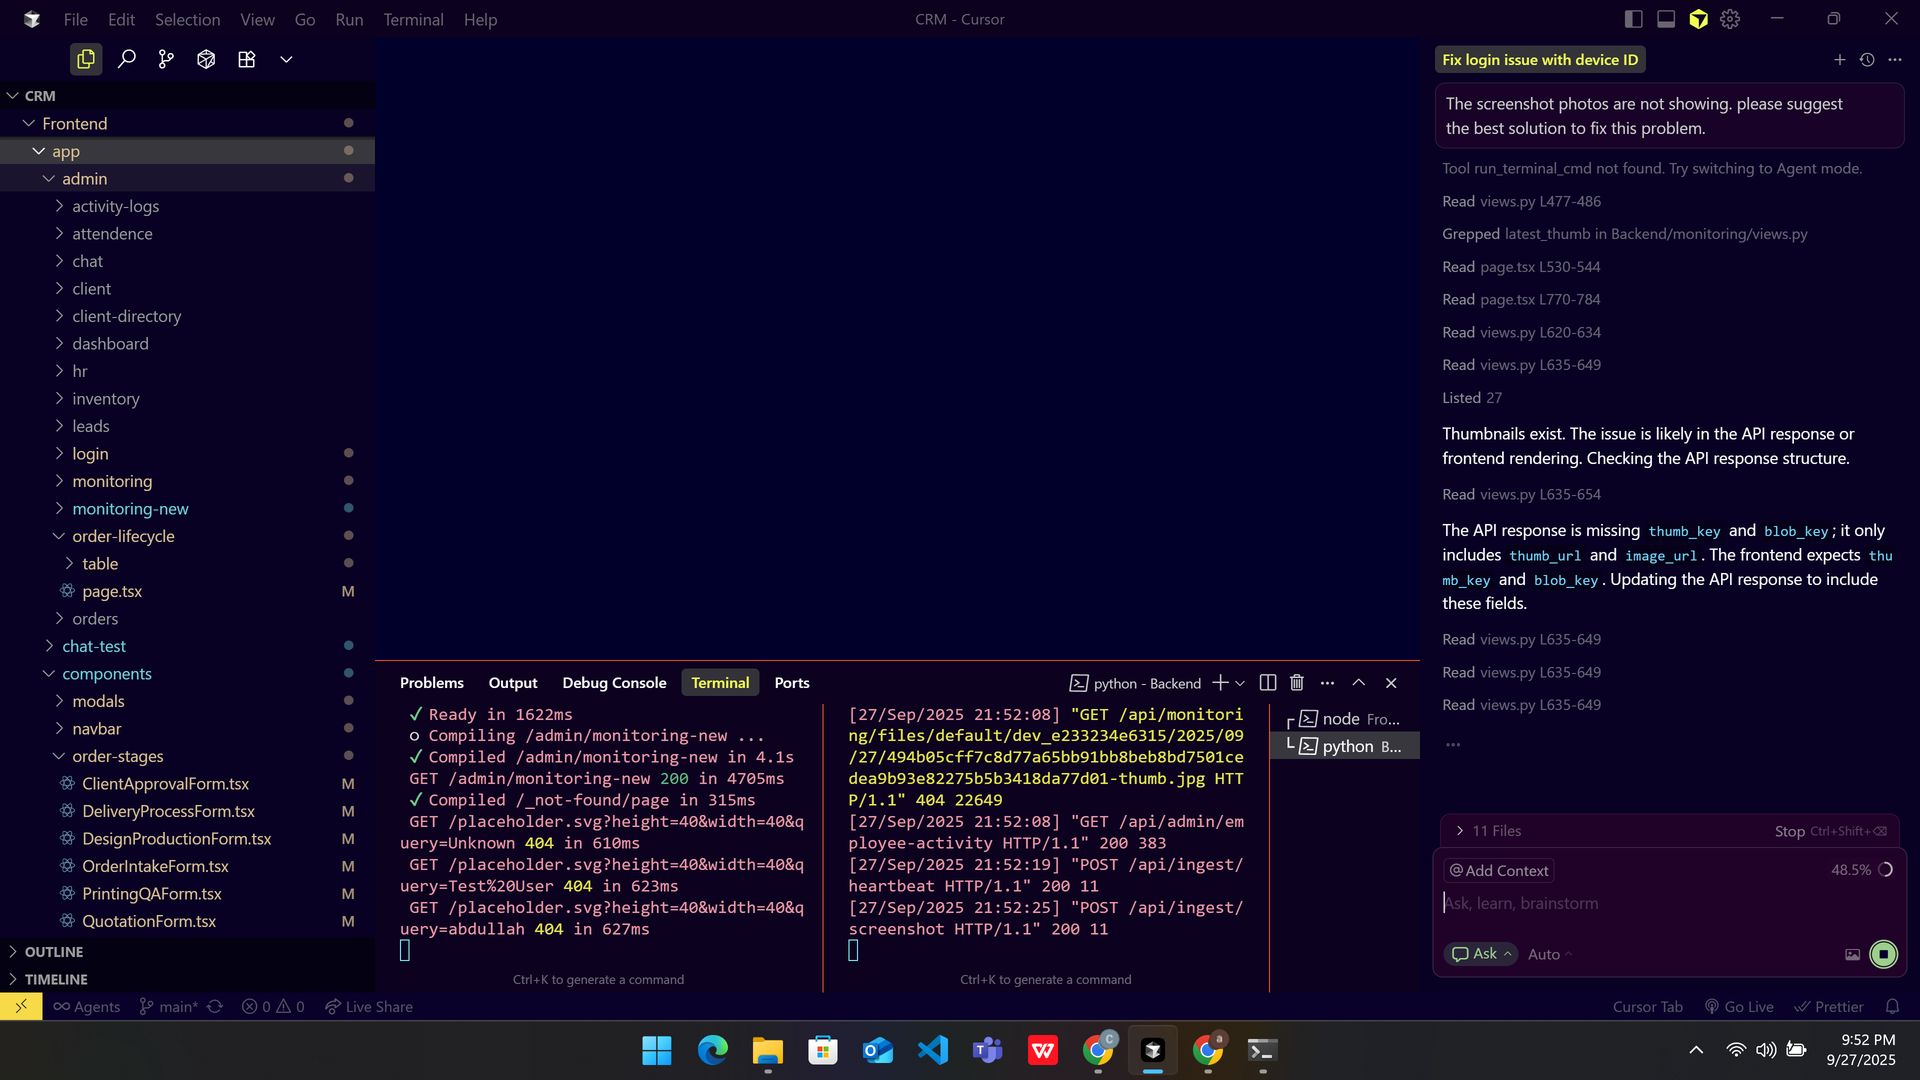 File Edit Selection View Go Run Terminal Help
CRM - Cursor
CRM
Frontend
app
admin
activity-logs
attendence
chat
client
client-directory
dashboard
hr
inventory
leads
login
monitoring
monitoring-new
order-lifecycle
table
page.tsx M
orders
chat-test
components
modals
navbar
order-stages
ClientApprovalForm.tsx M
DeliveryProcessForm.tsx M
DesignProductionForm.tsx M
OrderIntakeForm.tsx M
PrintingQAForm.tsx M
QuotationForm.tsx M
OUTLINE
TIMELINE
Problems Output Debug Console Terminal Ports
python - Backend
✓ Ready in 1622ms
○ Compiling /admin/monitoring-new ...
✓ Compiled /admin/monitoring-new in 4.1s
GET /admin/monitoring-new 200 in 4705ms
✓ Compiled /_not-found/page in 315ms
GET /placeholder.svg?height=40&width=40&q
uery=Unknown 404 in 610ms
GET /placeholder.svg?height=40&width=40&q
uery=Test%20User 404 in 623ms
GET /placeholder.svg?height=40&width=40&q
uery=abdullah 404 in 627ms
Ctrl+K to generate a command
[27/Sep/2025 21:52:08] "GET /api/monitori
ng/files/default/dev_e233234e6315/2025/09
/27/494b05cff7c8d77a65bb91bb8beb8bd7501ce
dea9b93e82275b5b3418da77d01-thumb.jpg HTT
P/1.1" 404 22649
[27/Sep/2025 21:52:08] "GET /api/admin/em
ployee-activity HTTP/1.1" 200 383
[27/Sep/2025 21:52:19] "POST /api/ingest/
heartbeat HTTP/1.1" 200 11
[27/Sep/2025 21:52:25] "POST /api/ingest/
screenshot HTTP/1.1" 200 11
Ctrl+K to generate a command
node Fro...
python B...
Fix login issue with device ID
The screenshot photos are not showing. please suggest
the best solution to fix this problem.
Tool run_terminal_cmd not found. Try switching to Agent mode.
Read views.py L477-486
Grepped latest_thumb in Backend/monitoring/views.py
Read page.tsx L530-544
Read page.tsx L770-784
Read views.py L620-634
Read views.py L635-649
Listed 27
Thumbnails exist. The issue is likely in the API response or
frontend rendering. Checking the API response structure.
Read views.py L635-654
The API response is missing thumb_key and blob_key; it only
includes thumb_url and image_url. The frontend expects thu
mb_key and blob_key. Updating the API response to include
these fields.
Read views.py L635-649
Read views.py L635-649
Read views.py L635-649
11 Files Stop Ctrl+Shift+⌫
@ Add Context 48.5%
Ask, learn, brainstorm
Ask Auto
Agents main* 0 0 Live Share
Cursor Tab Go Live Prettier
9:52 PM
9/27/2025